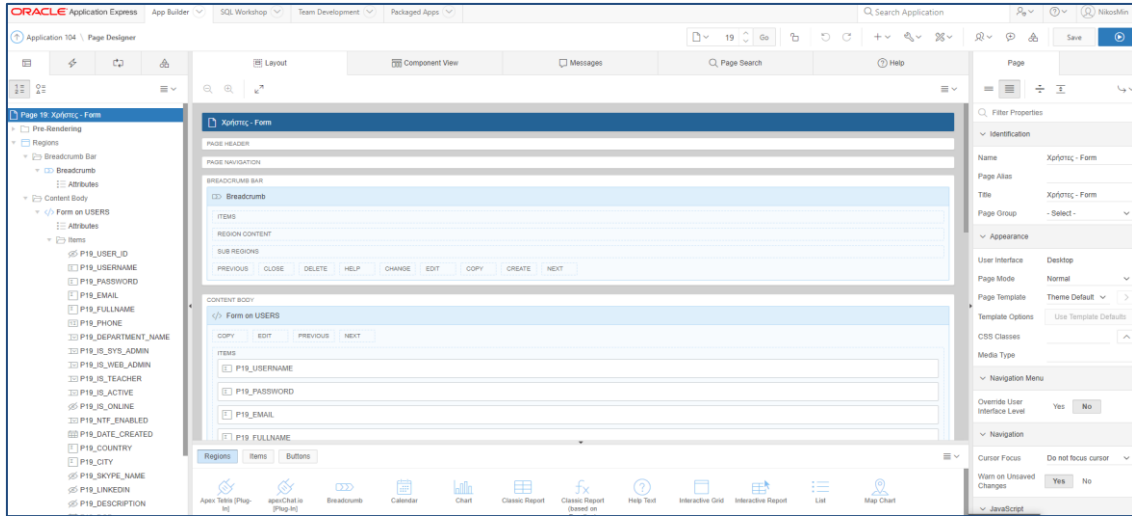 ORACLE Application Express App Builder SQL Workshop Team Development Packaged Apps Search Application NikosMin
Application 104 \ Page Designer 19 Go Save
Layout Component View Messages Page Search Help Page
Page 19: Χρήστες - Form
Pre-Rendering
Regions
Breadcrumb Bar
Breadcrumb
Attributes
Content Body
Form on USERS
Attributes
Items
P19_USER_ID
P19_USERNAME
P19_PASSWORD
P19_EMAIL
P19_FULLNAME
P19_PHONE
P19_DEPARTMENT_NAME
P19_IS_SYS_ADMIN
P19_IS_WEB_ADMIN
P19_IS_TEACHER
P19_IS_ACTIVE
P19_IS_ONLINE
P19_NTF_ENABLED
P19_DATE_CREATED
P19_COUNTRY
P19_CITY
P19_SKYPE_NAME
P19_LINKEDIN
P19_DESCRIPTION
Χρήστες - Form
PAGE HEADER
PAGE NAVIGATION
BREADCRUMB BAR
Breadcrumb
ITEMS
REGION CONTENT
SUB REGIONS
PREVIOUS CLOSE DELETE HELP CHANGE EDIT COPY CREATE NEXT
CONTENT BODY
Form on USERS
COPY EDIT PREVIOUS NEXT
ITEMS
P19_USERNAME
P19_PASSWORD
P19_EMAIL
P19_FULLNAME
Regions Items Buttons
Apex Tetris [Plug-In] apexChat.io [Plug-In] Breadcrumb Calendar Chart Classic Report Classic Report (based on Help Text Interactive Grid Interactive Report List Map Chart
Filter Properties
Identification
Name Χρήστες - Form
Page Alias
Title Χρήστες - Form
Page Group - Select -
Appearance
User Interface Desktop
Page Mode Normal
Page Template Theme Default
Template Options Use Template Defaults
CSS Classes
Media Type
Navigation Menu
Override User Interface Level Yes No
Navigation
Cursor Focus Do not focus cursor
Warn on Unsaved Changes Yes No
JavaScript